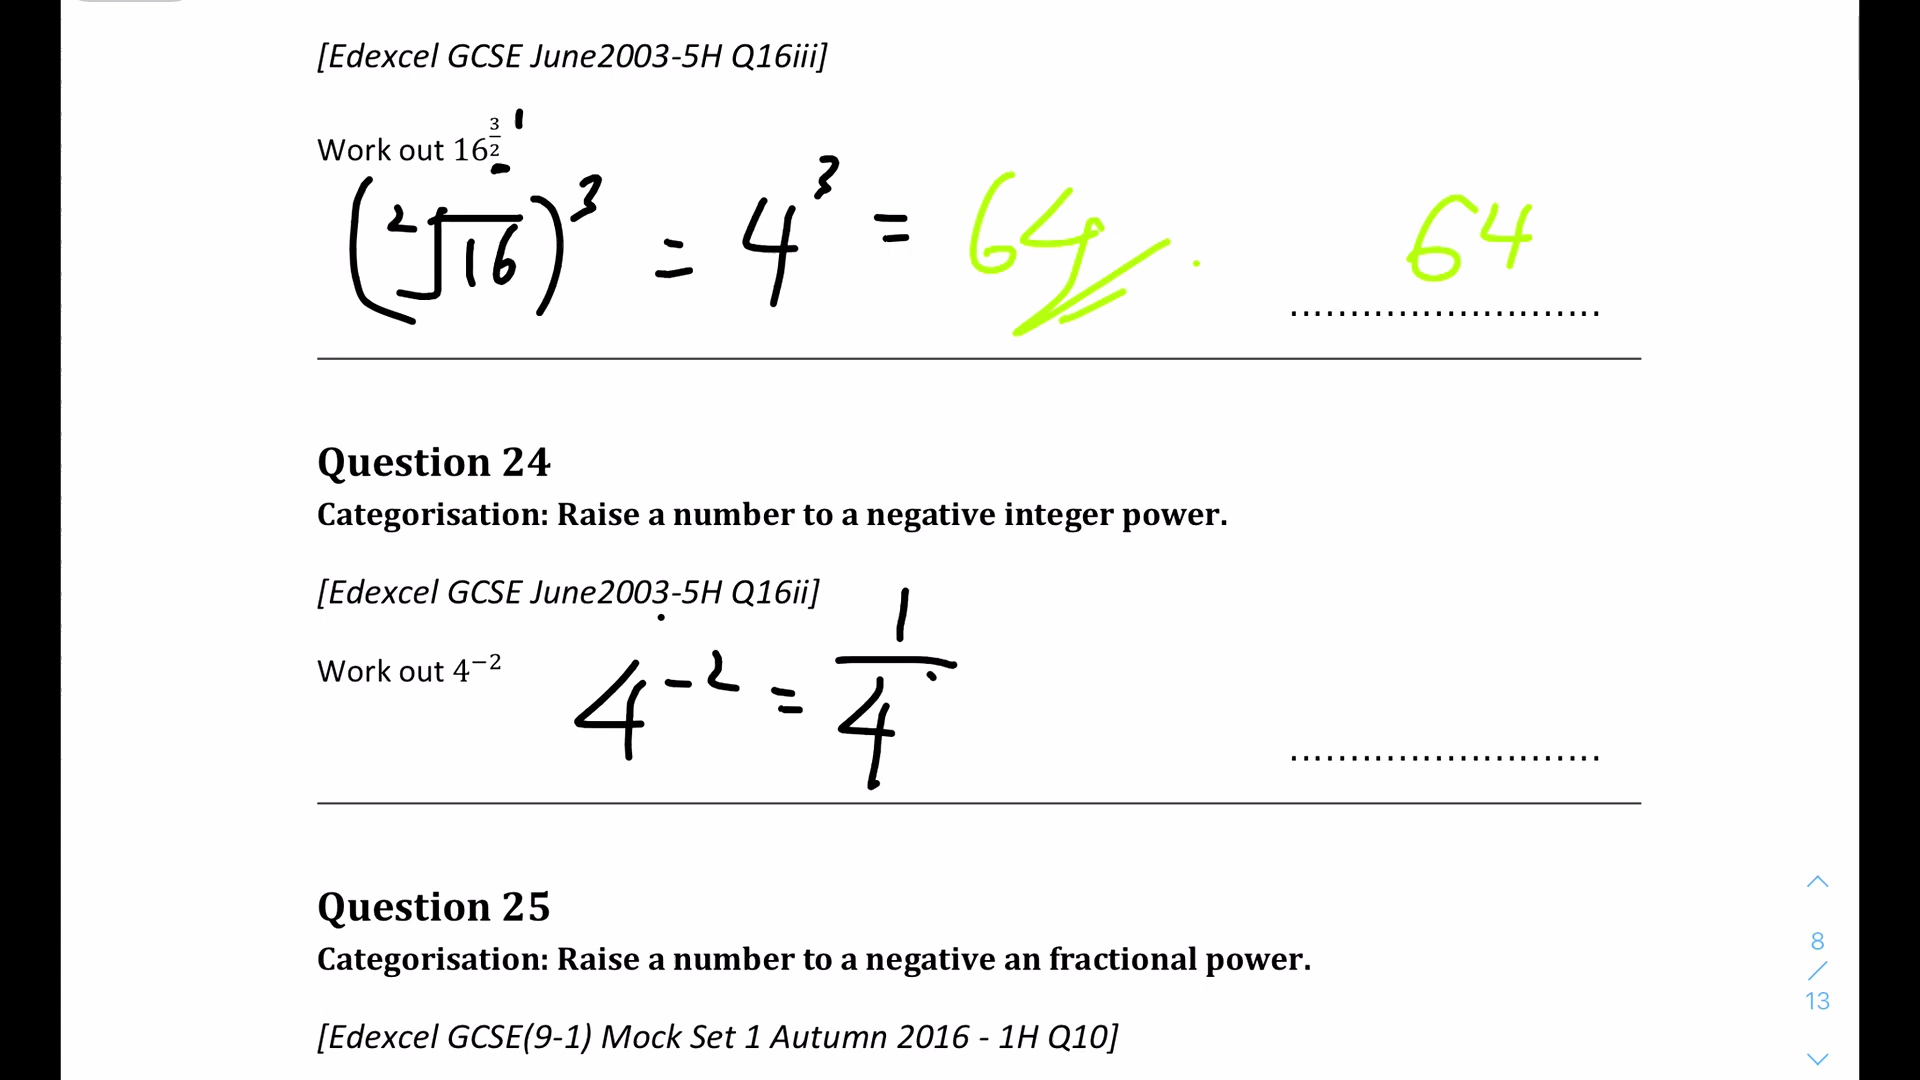 [Edexcel GCSE June2003-5H Q16iii]
Work out 16^(3/2)
(²√16)³ = 4³ = 64
64
..........................
Question 24
Categorisation: Raise a number to a negative integer power.
[Edexcel GCSE June2003-5H Q16ii]
Work out 4⁻²
4⁻² = 1/4
..........................
Question 25
Categorisation: Raise a number to a negative an fractional power.
[Edexcel GCSE(9-1) Mock Set 1 Autumn 2016 - 1H Q10]
8
/
13